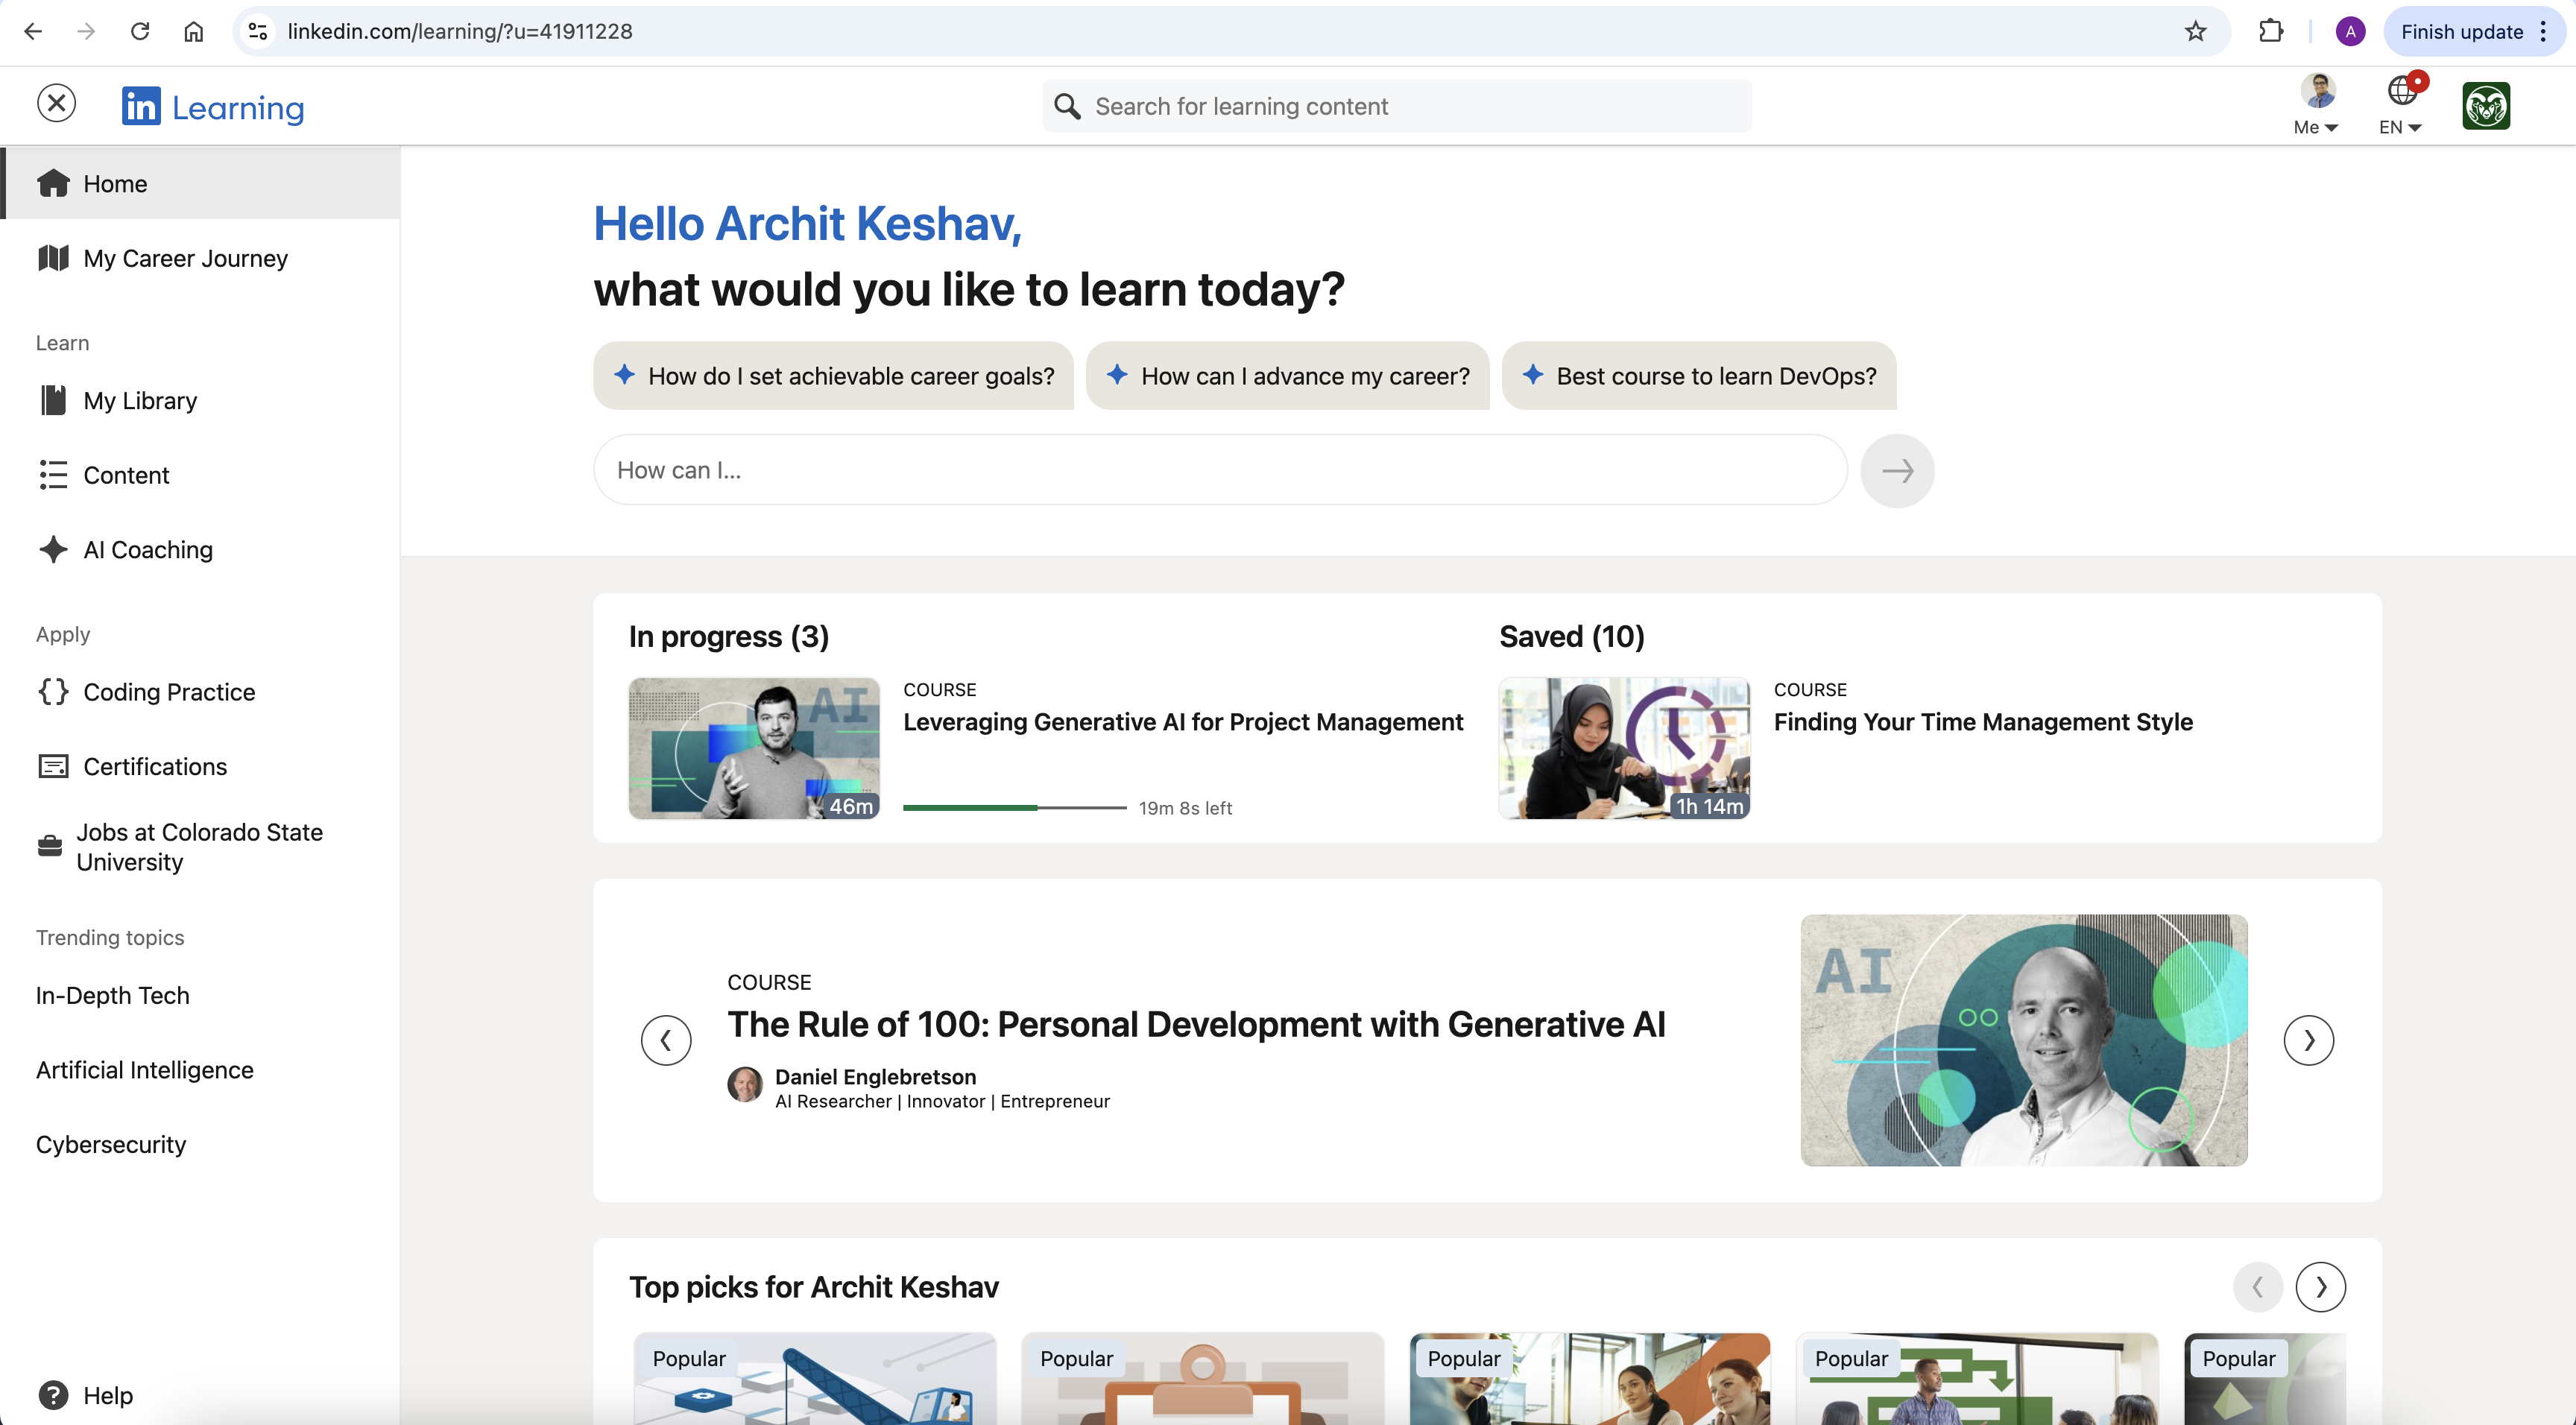 linkedin.com/learning/?u=41911228
A
Finish update
in Learning
Search for learning content
Me
EN
Home
My Career Journey
Learn
My Library
Content
AI Coaching
Apply
Coding Practice
Certifications
Jobs at Colorado State
University
Trending topics
In-Depth Tech
Artificial Intelligence
Cybersecurity
Help
Hello Archit Keshav,
what would you like to learn today?
How do I set achievable career goals?
How can I advance my career?
Best course to learn DevOps?
How can I...
In progress (3)
AI
46m
COURSE
Leveraging Generative AI for Project Management
19m 8s left
Saved (10)
1h 14m
COURSE
Finding Your Time Management Style
COURSE
The Rule of 100: Personal Development with Generative AI
Daniel Englebretson
AI Researcher | Innovator | Entrepreneur
AI
Top picks for Archit Keshav
Popular
Popular
Popular
Popular
Popular